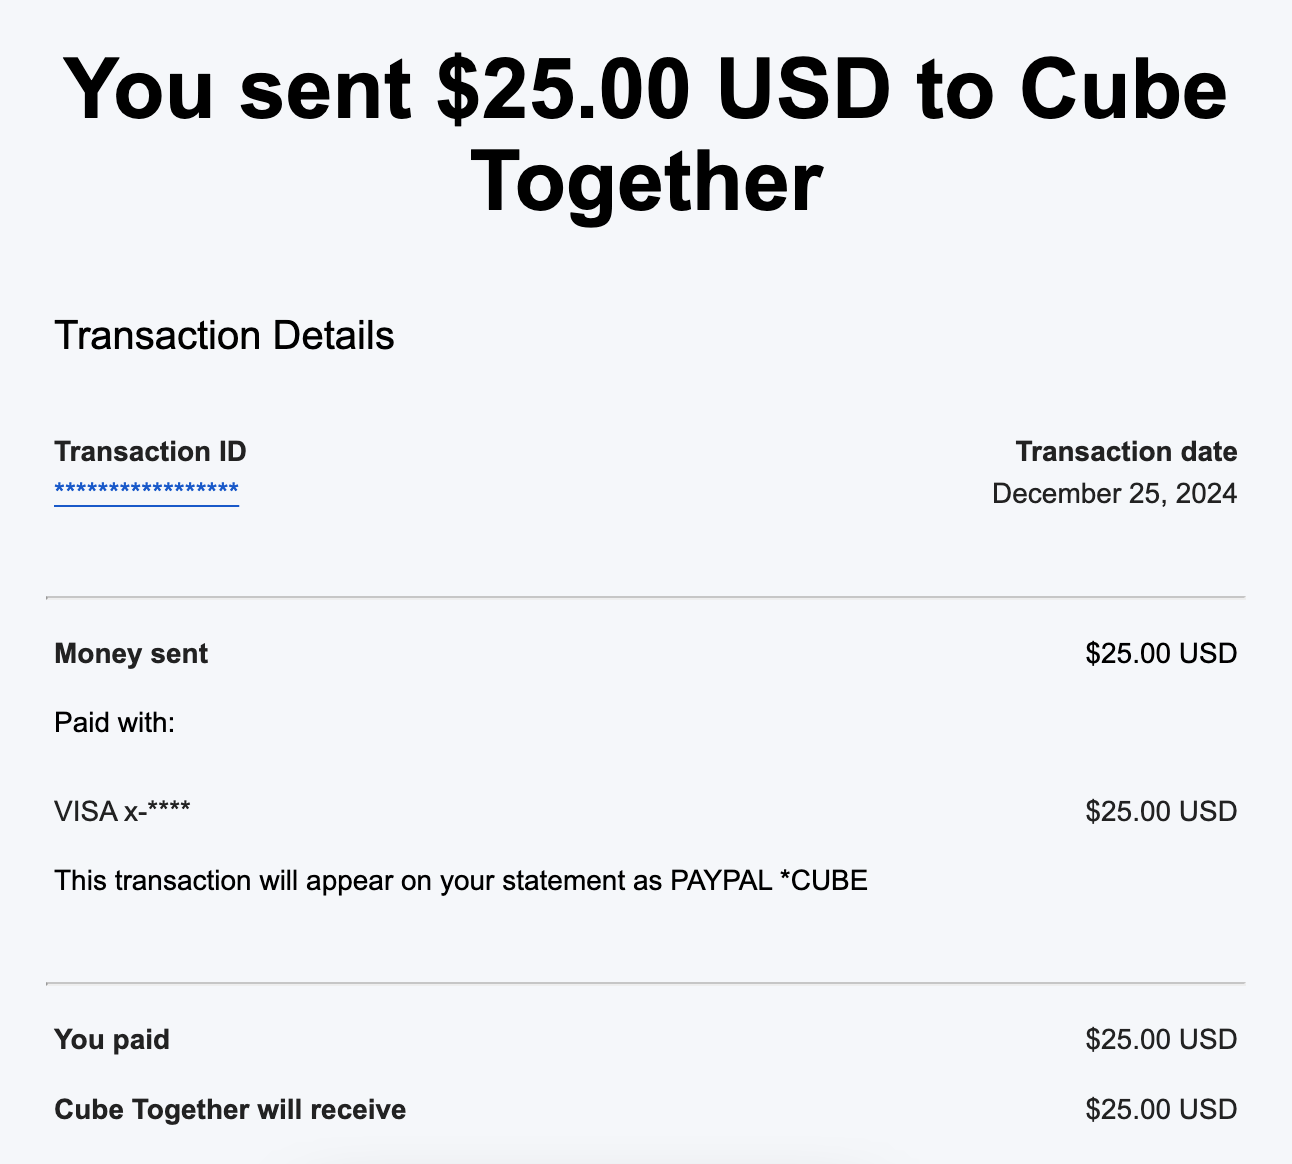 You sent $25.00 USD to Cube
Together
Transaction Details
Transaction ID
*****************
Transaction date
December 25, 2024
Money sent
$25.00 USD
Paid with:
VISA x-****
$25.00 USD
This transaction will appear on your statement as PAYPAL *CUBE
You paid
$25.00 USD
Cube Together will receive
$25.00 USD